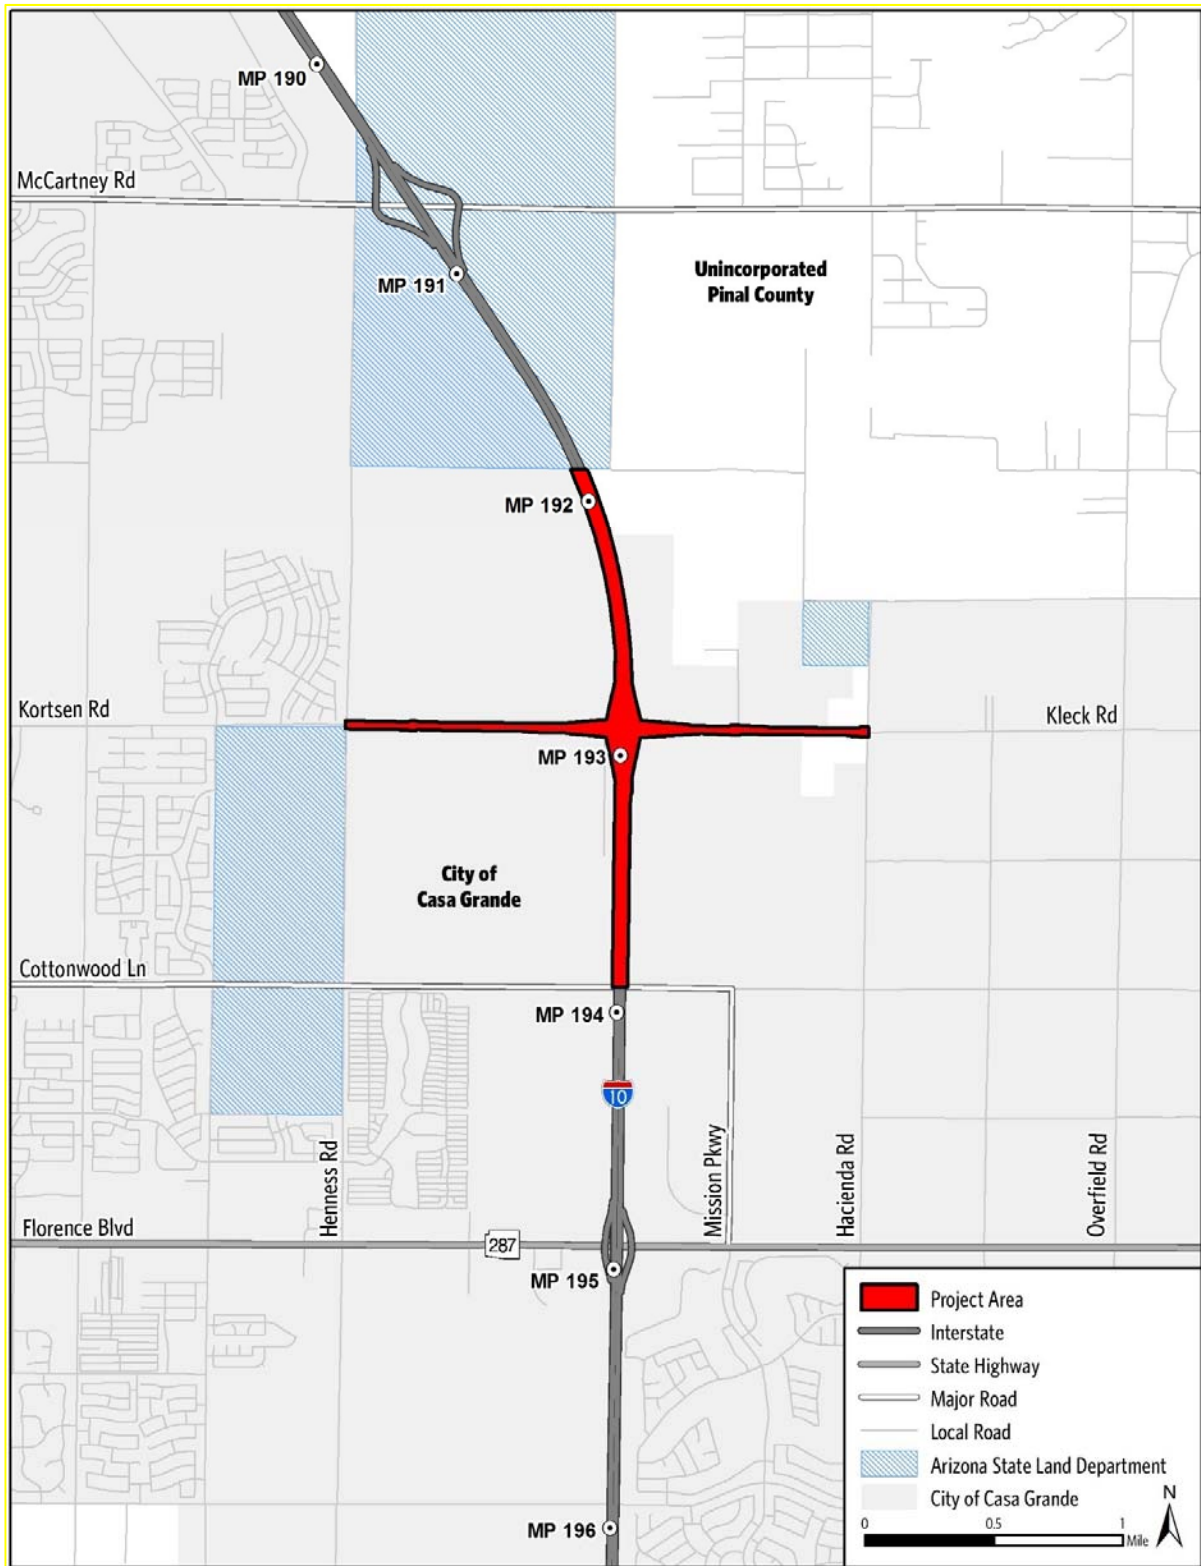 MP 190
McCartney Rd
MP 191
Unincorporated
Pinal County
MP 192
Kortsen Rd
Kleck Rd
MP 193
City of
Casa Grande
Cottonwood Ln
MP 194
10
Henness Rd
Mission Pkwy
Hacienda Rd
Overfield Rd
Florence Blvd
287
MP 195
Project Area
Interstate
State Highway
Major Road
Local Road
Arizona State Land Department
City of Casa Grande
N
0 0.5 1
Mile
MP 196